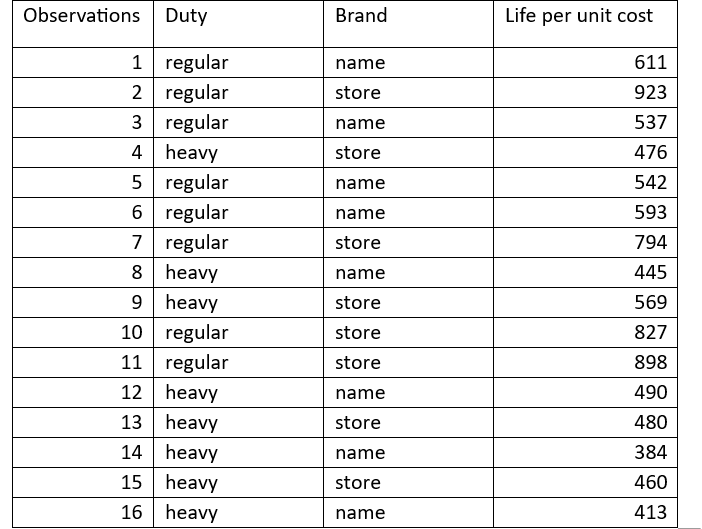 Observations Duty Brand Life per unit cost
1 regular name 611
2 regular store 923
3 regular name 537
4 heavy store 476
5 regular name 542
6 regular name 593
7 regular store 794
8 heavy name 445
9 heavy store 569
10 regular store 827
11 regular store 898
12 heavy name 490
13 heavy store 480
14 heavy name 384
15 heavy store 460
16 heavy name 413